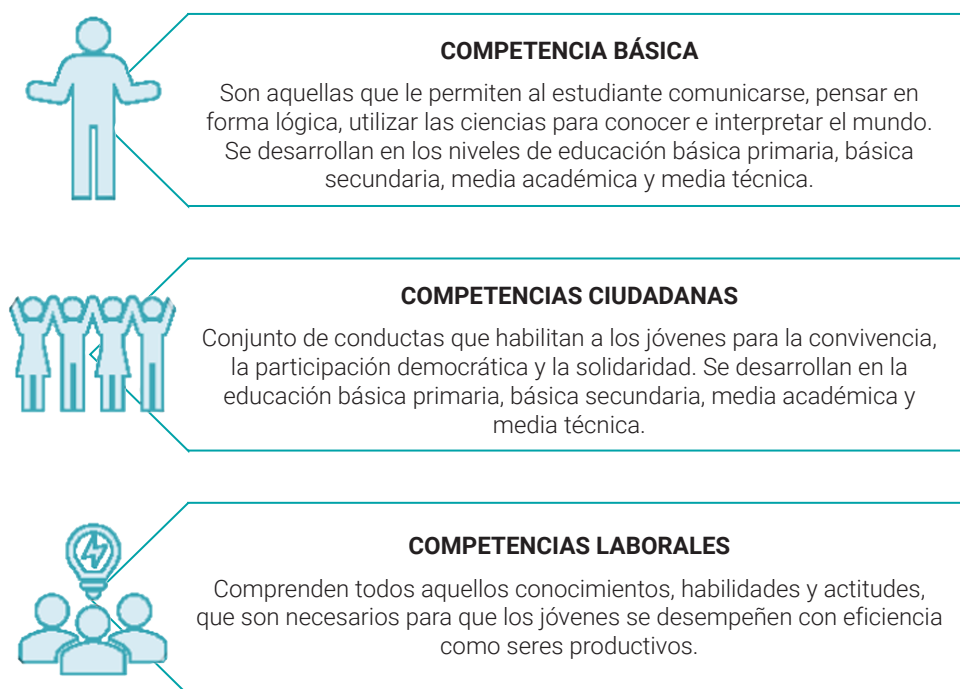 COMPETENCIA BÁSICA
Son aquellas que le permiten al estudiante comunicarse, pensar en
forma lógica, utilizar las ciencias para conocer e interpretar el mundo.
Se desarrollan en los niveles de educación básica primaria, básica
secundaria, media académica y media técnica.
COMPETENCIAS CIUDADANAS
Conjunto de conductas que habilitan a los jóvenes para la convivencia,
la participación democrática y la solidaridad. Se desarrollan en la
educación básica primaria, básica secundaria, media académica y
media técnica.
COMPETENCIAS LABORALES
Comprenden todos aquellos conocimientos, habilidades y actitudes,
que son necesarios para que los jóvenes se desempeñen con eficiencia
como seres productivos.